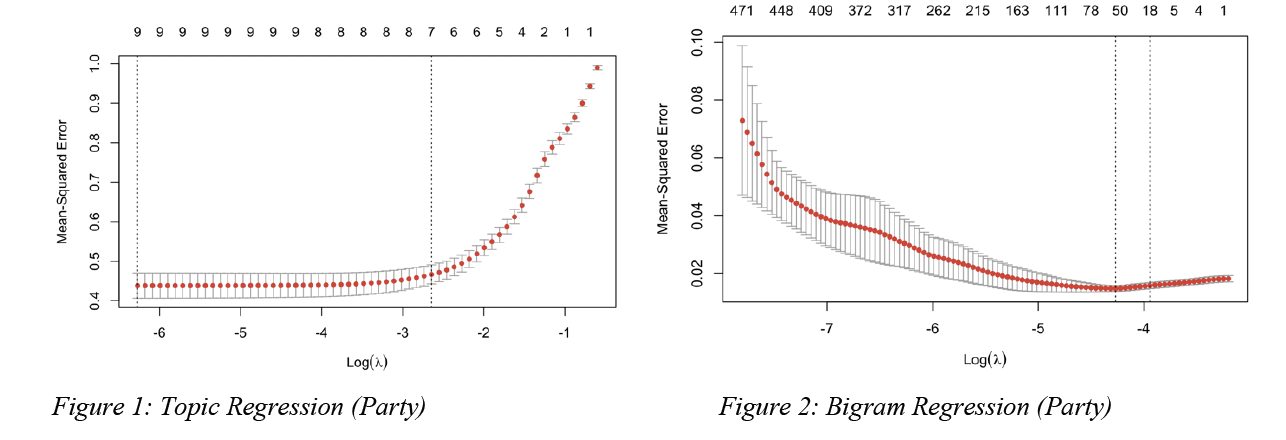 9 9 9 9 9 9 9 9 8 8 8 8 8 7 6 6 5 4 2 1 1
Mean-Squared Error
1.0
0.9
0.8
0.7
0.6
0.5
0.4
-6 -5 -4 -3 -2 -1
Log(λ)
Figure 1: Topic Regression (Party)
471 448 409 372 317 262 215 163 111 78 50 18 5 4 1
Mean-Squared Error
0.10
0.08
0.06
0.04
0.02
-7 -6 -5 -4
Log(λ)
Figure 2: Bigram Regression (Party)